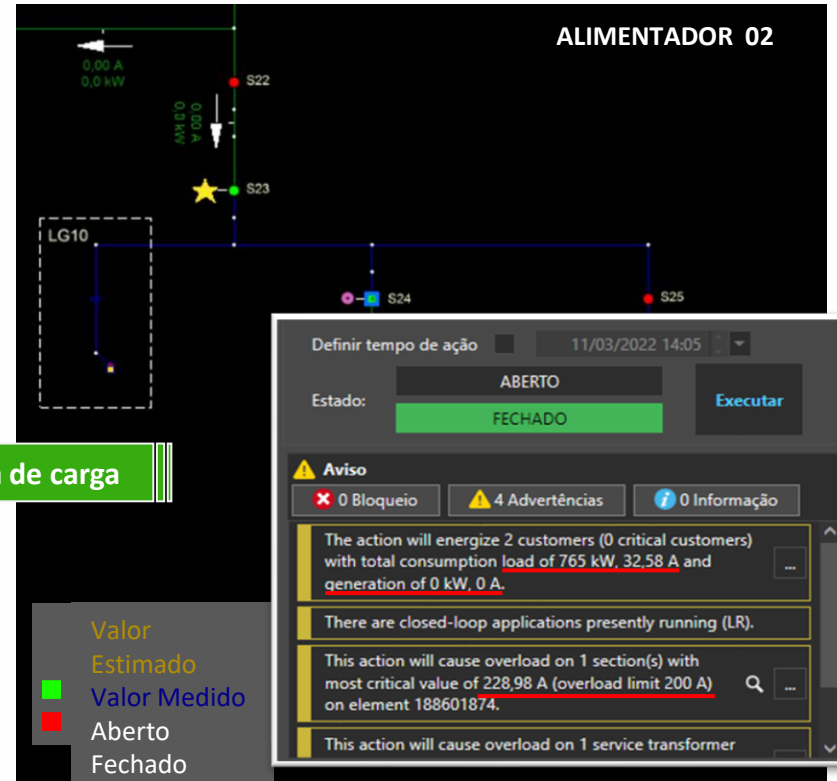 ALIMENTADOR 02
0,00 A
0,0 kW
S22
0,00 A
0,0 kW
S23
LG10
S24
S25
Definir tempo de ação
11/03/2022 14:05
Estado:
ABERTO
FECHADO
Executar
de carga
Aviso
0 Bloqueio
4 Advertências
0 Informação
The action will energize 2 customers (0 critical customers)
with total consumption load of 765 kW, 32,58 A and
generation of 0 kW, 0 A.
...
There are closed-loop applications presently running (LR).
This action will cause overload on 1 section(s) with
most critical value of 228,98 A (overload limit 200 A)
on element 188601874.
...
This action will cause overload on 1 service transformer
Valor
Estimado
Valor Medido
Aberto
Fechado